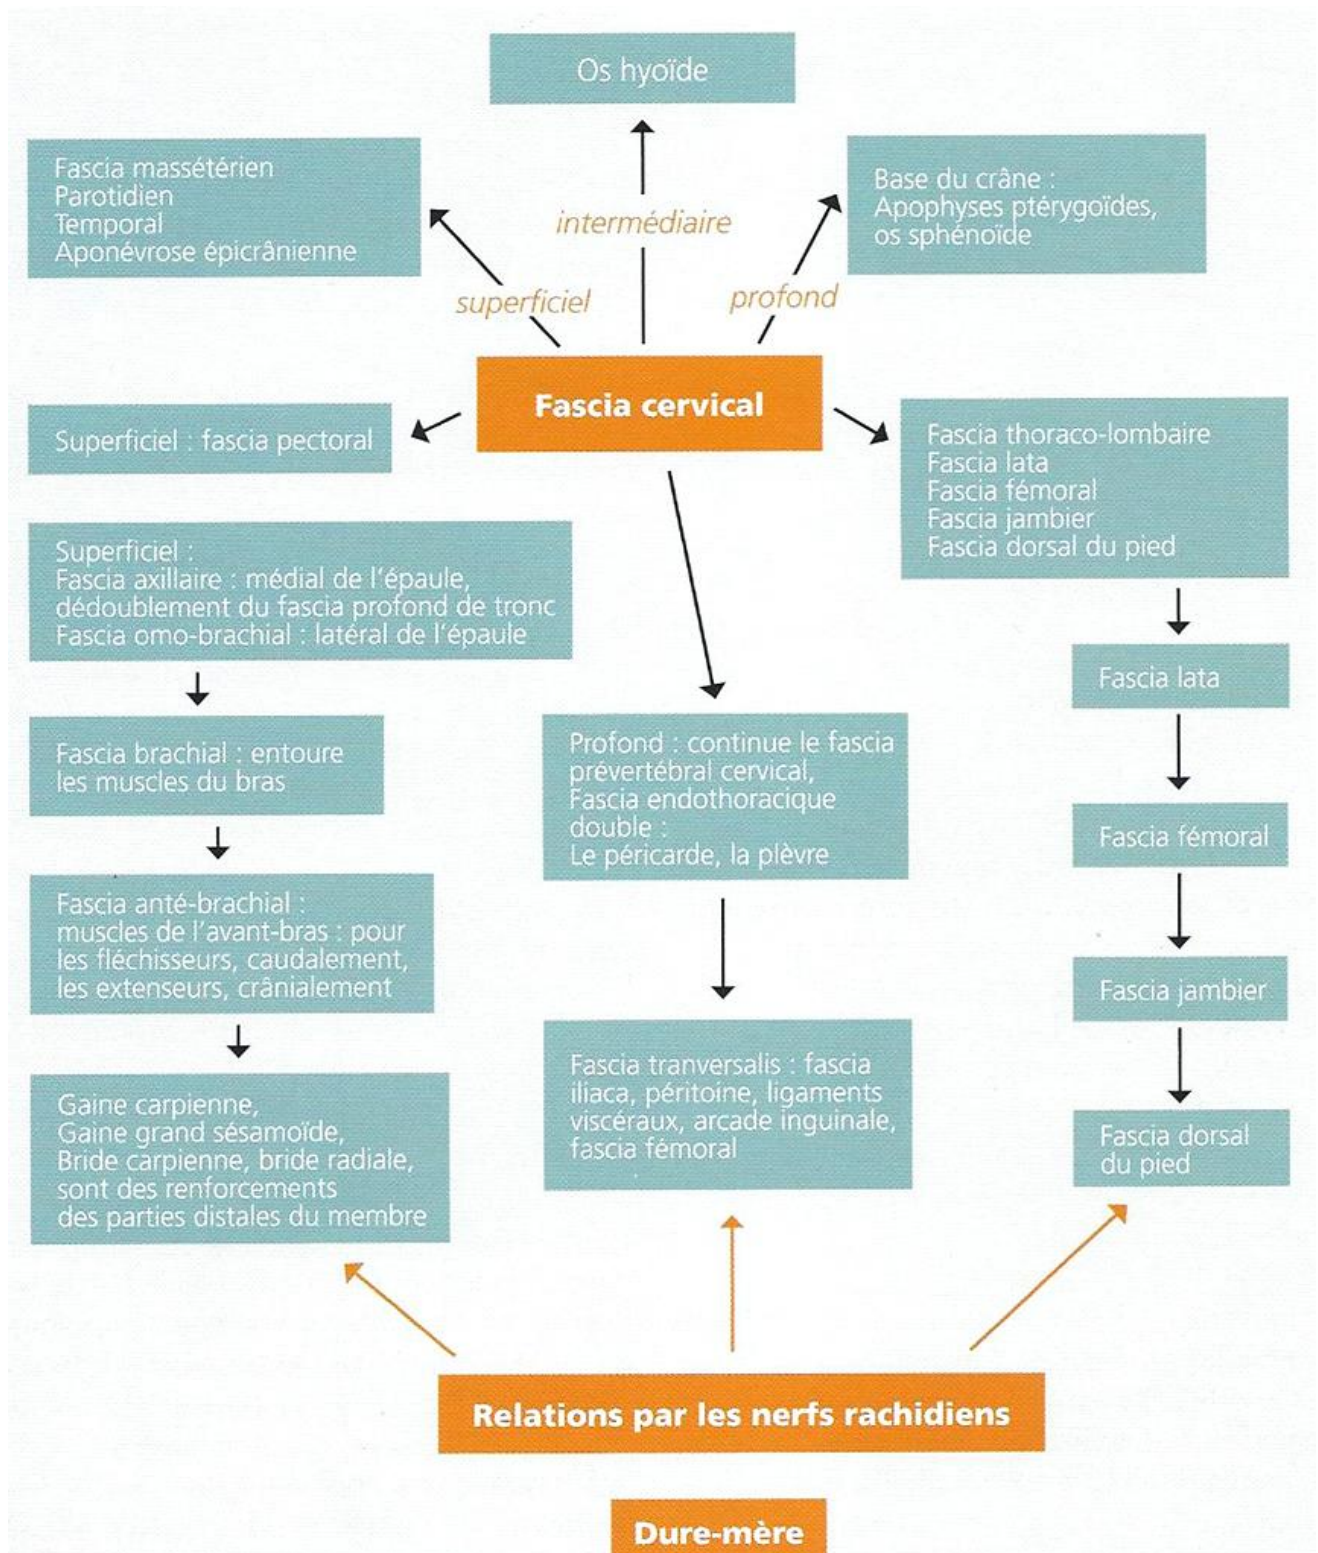 Os hyoïde
Fascia massétérien
Parotidien
Temporal
Aponévrose épicrânienne
Base du crâne :
Apophyses ptérygoïdes,
os sphénoïde
intermédiaire
superficiel
profond
Fascia cervical
Superficiel : fascia pectoral
Fascia thoraco-lombaire
Fascia lata
Fascia fémoral
Fascia jambier
Fascia dorsal du pied
Superficiel :
Fascia axillaire : médial de l'épaule,
dédoublement du fascia profond de tronc
Fascia omo-brachial : latéral de l'épaule
Fascia lata
Fascia brachial : entoure
les muscles du bras
Profond : continue le fascia
prévertébral cervical,
Fascia endothoracique
double :
Le péricarde, la plèvre
Fascia fémoral
Fascia anté-brachial :
muscles de l'avant-bras : pour
les fléchisseurs, caudalement,
les extenseurs, crânialement
Fascia jambier
Gaine carpienne,
Gaine grand sésamoïde,
Bride carpienne, bride radiale,
sont des renforcements
des parties distales du membre
Fascia tranversalis : fascia
iliaca, péritoine, ligaments
viscéraux, arcade inguinale,
fascia fémoral
Fascia dorsal
du pied
Relations par les nerfs rachidiens
Dure-mère